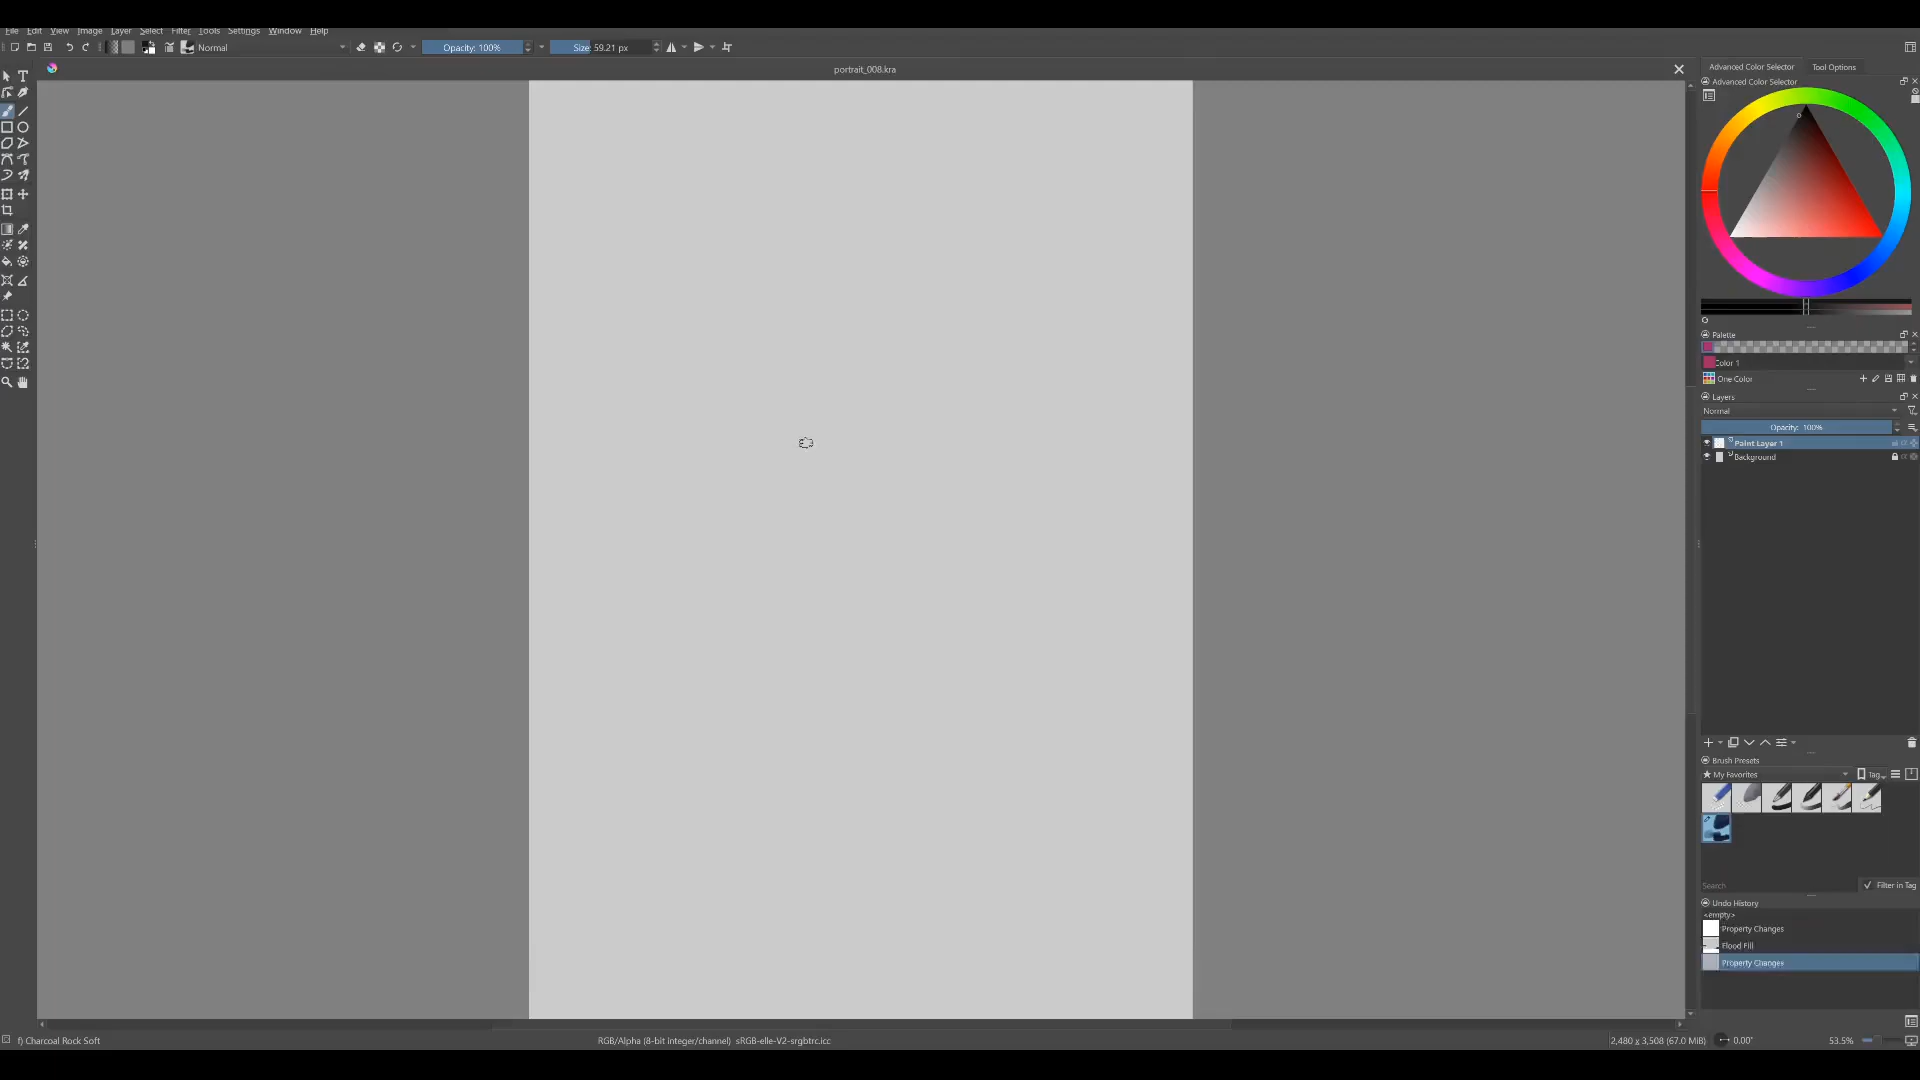 File Edit View Image Layer Select Filter Tools Settings Window Help
Normal Opacity: 100% Size: 59.21 px
portrait_008.kra
Advanced Color Selector Tool Options
Advanced Color Selector
Palette
Color 1
One Color
Layers
Normal
Opacity: 100%
Paint Layer 1
Background
Brush Presets
My Favorites Tag
Search Filter in Tag
Undo History
<empty>
Property Changes
Flood Fill
Property Changes
f) Charcoal Rock Soft RGB/Alpha (8-bit integer/channel) sRGB-elle-V2-srgbtrc.icc 2,480 x 3,508 (67.0 MiB) 0.00° 53.5%